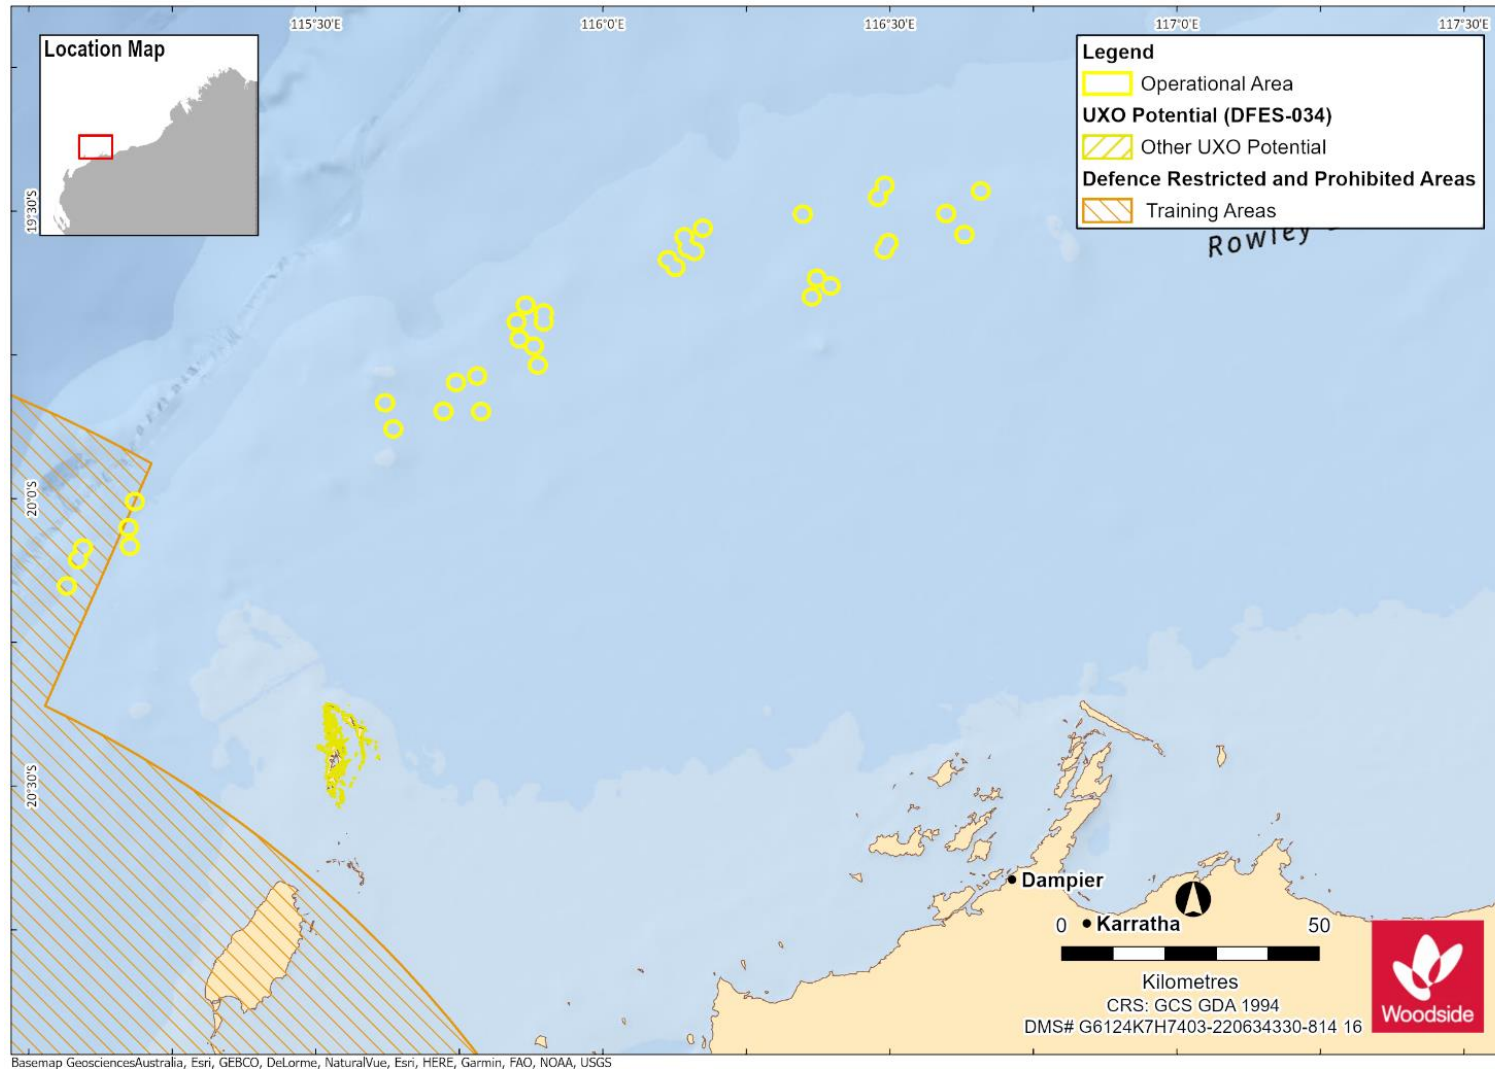 115°30'E 116°0'E 116°30'E 117°0'E 117°30'E
Location Map
Legend
Operational Area
UXO Potential (DFES-034)
Other UXO Potential
Defence Restricted and Prohibited Areas
Training Areas
19°30'S
Rowley
20°0'S
20°30'S
Dampier
Karratha
0 50
Kilometres
CRS: GCS GDA 1994
DMS# G6124K7H7403-220634330-814 16
Woodside
Basemap GeosciencesAustralia, Esri, GEBCO, DeLorme, NaturalVue, Esri, HERE, Garmin, FAO, NOAA, USGS